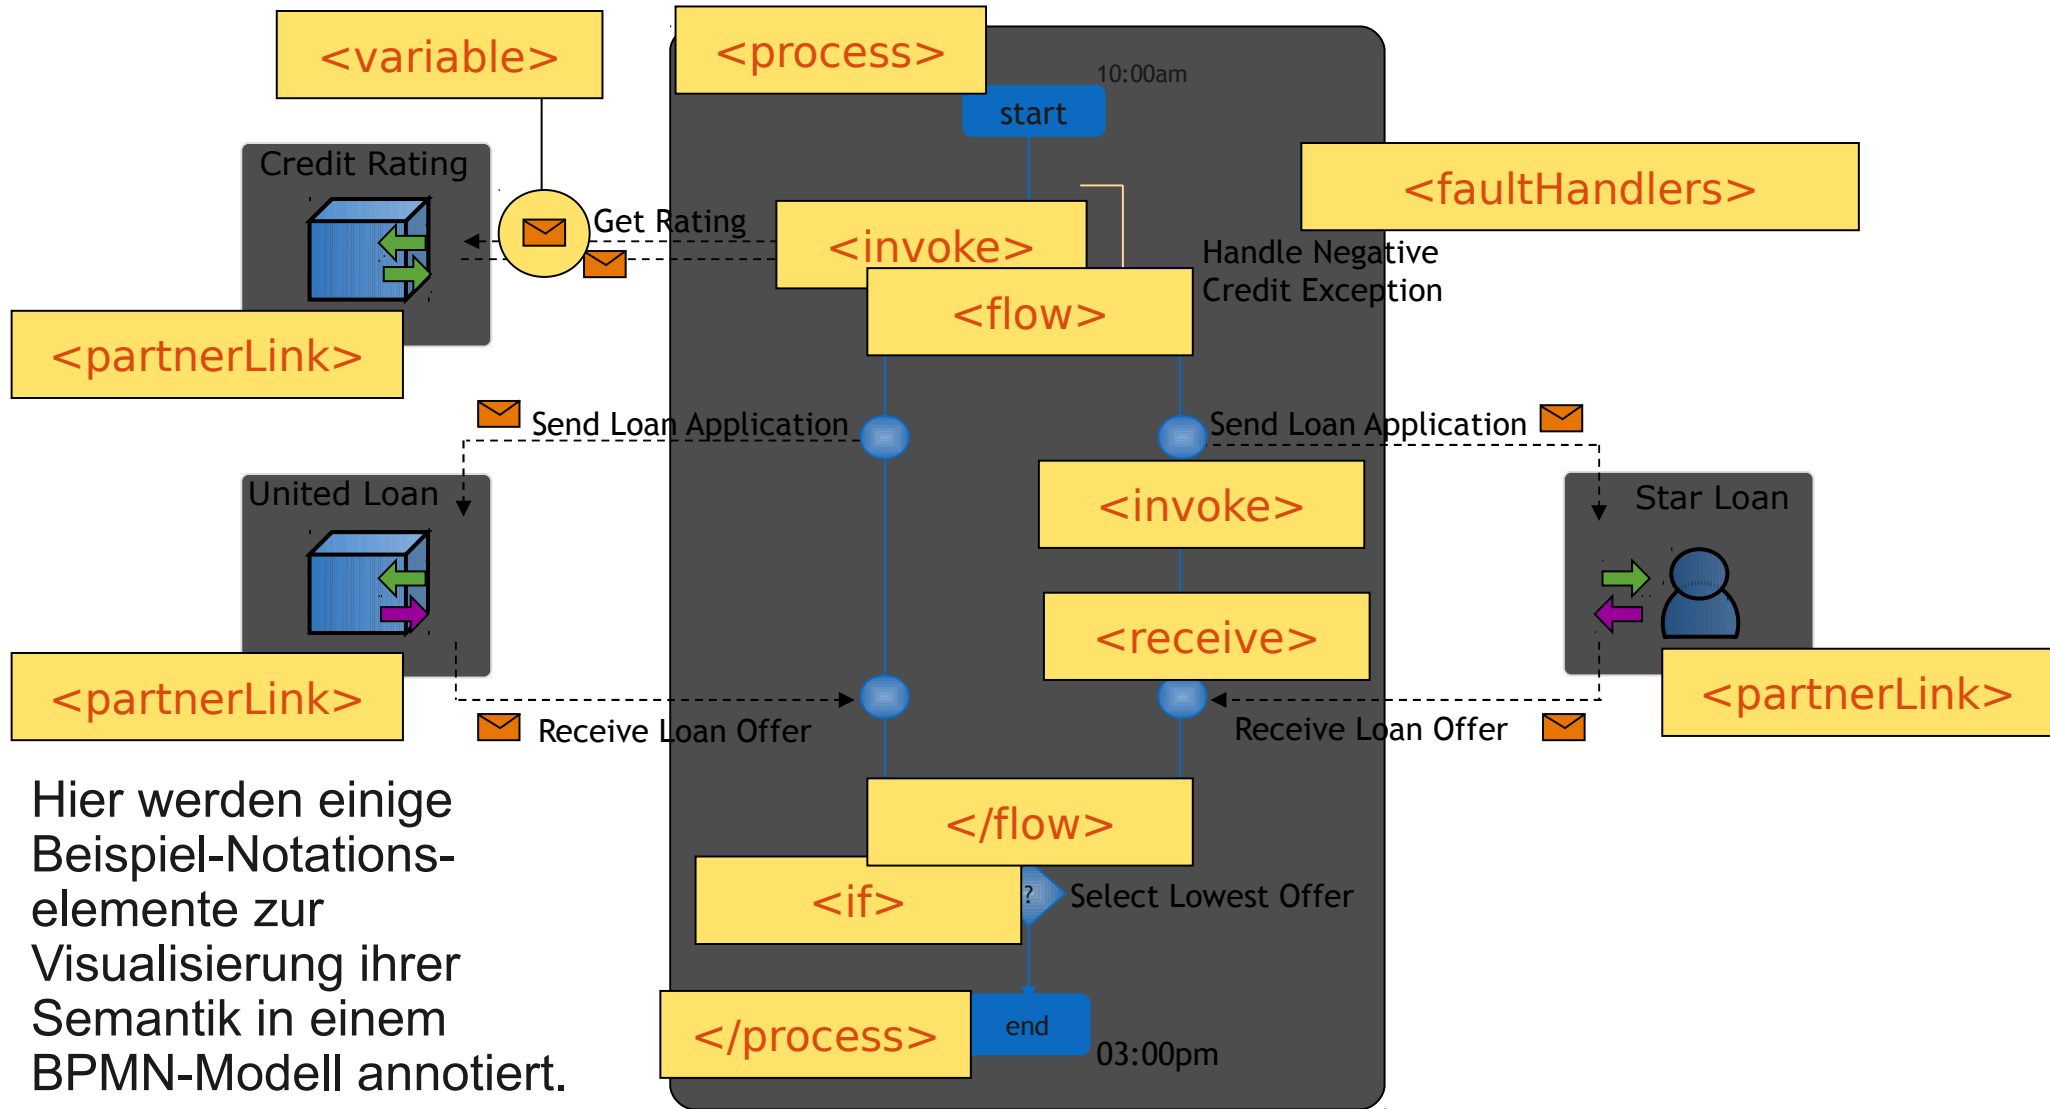 <variable>
<process>
10:00am
start
Credit Rating
<faultHandlers>
Get Rating
<invoke>
Handle Negative
Credit Exception
<flow>
<partnerLink>
Send Loan Application
Send Loan Application
United Loan
<invoke>
Star Loan
<receive>
<partnerLink>
<partnerLink>
Receive Loan Offer
Receive Loan Offer
</flow>
<if>
?
Select Lowest Offer
</process>
end
03:00pm
Hier werden einige
Beispiel-Notations-
elemente zur
Visualisierung ihrer
Semantik in einem
BPMN-Modell annotiert.